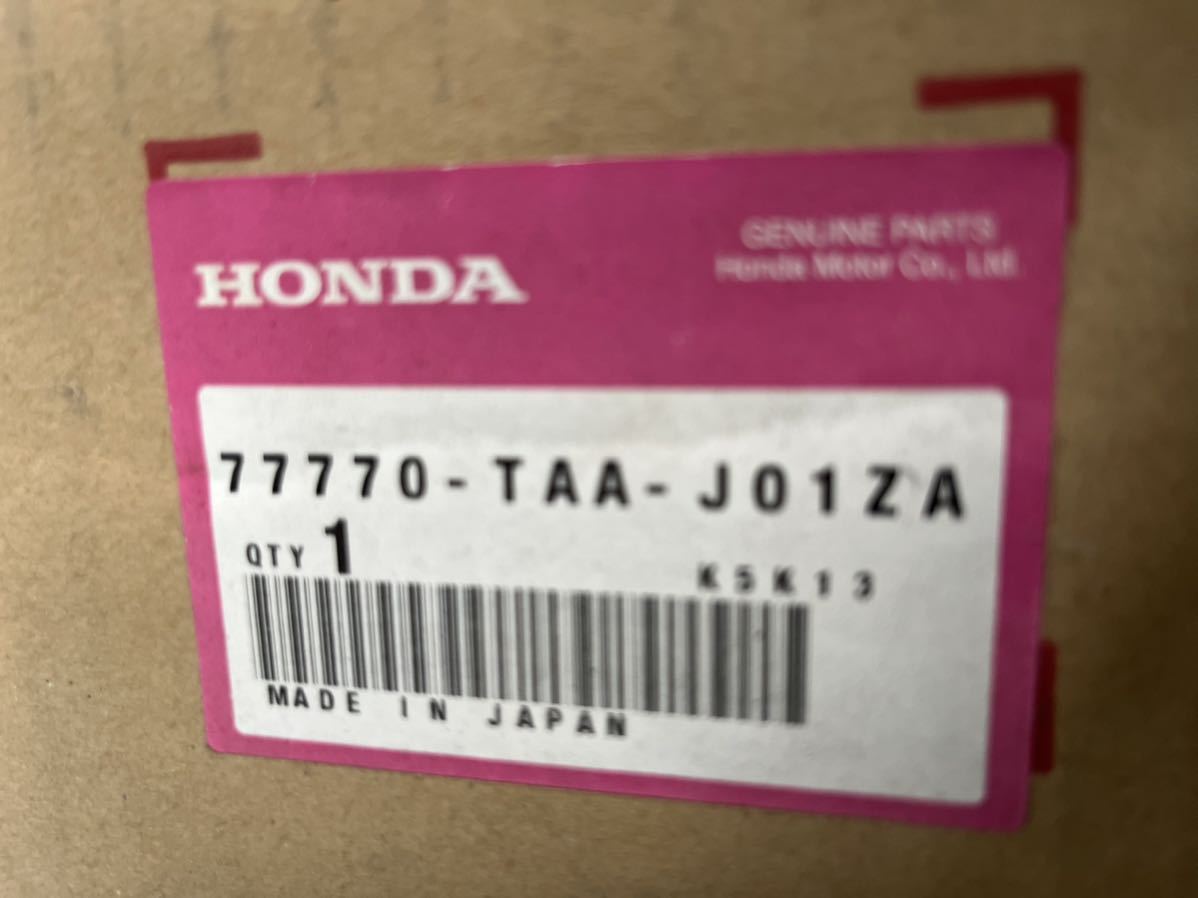 HONDA
GENUINE PARTS
Honda Motor Co., Ltd.
77770-TAA-J01ZA
QTY 1
K5K13
MADE IN JAPAN